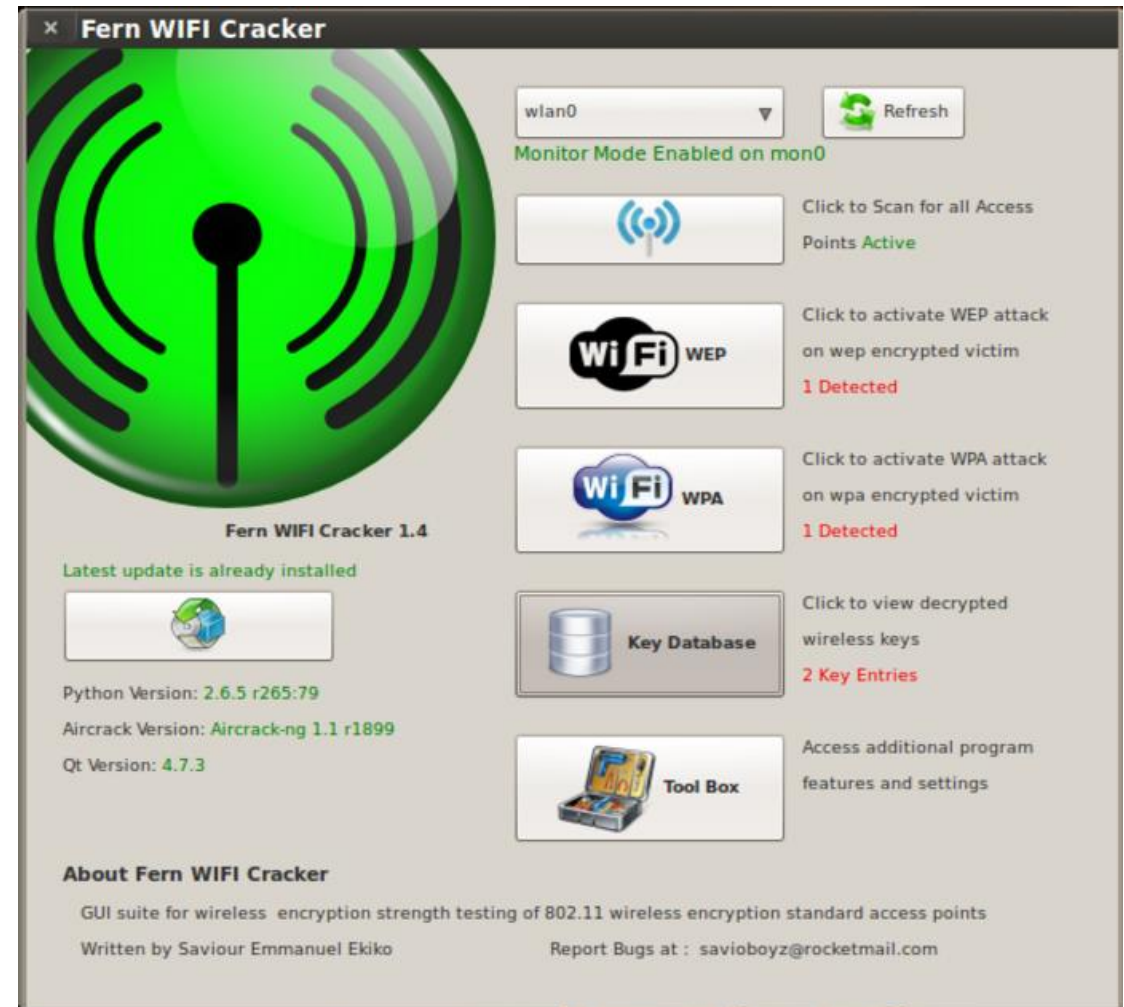 Fern WIFI Cracker
wlan0
Refresh
Monitor Mode Enabled on mon0
Click to Scan for all Access
Points Active
WiFi WEP
Click to activate WEP attack
on wep encrypted victim
1 Detected
WiFi WPA
Click to activate WPA attack
on wpa encrypted victim
1 Detected
Fern WIFI Cracker 1.4
Latest update is already installed
Key Database
Click to view decrypted
wireless keys
2 Key Entries
Python Version: 2.6.5 r265:79
Aircrack Version: Aircrack-ng 1.1 r1899
Qt Version: 4.7.3
Tool Box
Access additional program
features and settings
About Fern WIFI Cracker
GUI suite for wireless encryption strength testing of 802.11 wireless encryption standard access points
Written by Saviour Emmanuel Ekiko
Report Bugs at : savioboyz@rocketmail.com